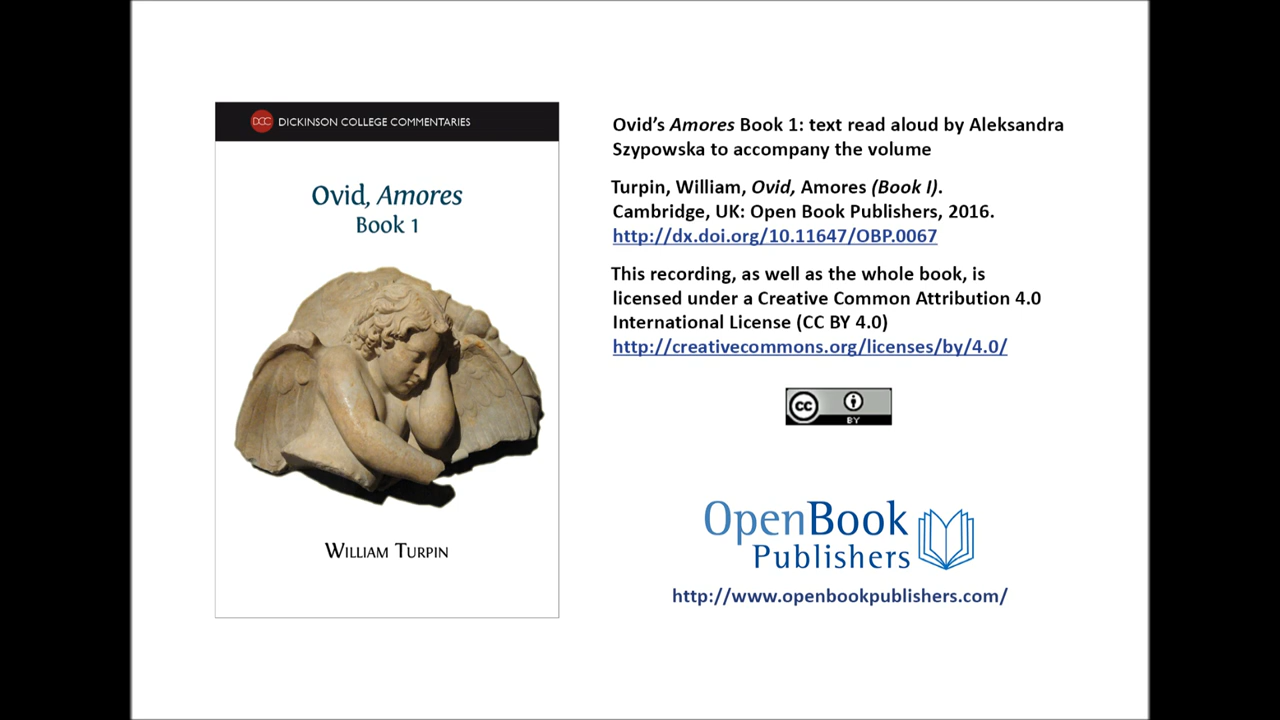 DCC DICKINSON COLLEGE COMMENTARIES
Ovid, Amores
Book 1
WILLIAM TURPIN
Ovid's Amores Book 1: text read aloud by Aleksandra
Szypowska to accompany the volume
Turpin, William, Ovid, Amores (Book I).
Cambridge, UK: Open Book Publishers, 2016.
http://dx.doi.org/10.11647/OBP.0067
This recording, as well as the whole book, is
licensed under a Creative Common Attribution 4.0
International License (CC BY 4.0)
http://creativecommons.org/licenses/by/4.0/
cc
BY
OpenBook
Publishers
http://www.openbookpublishers.com/